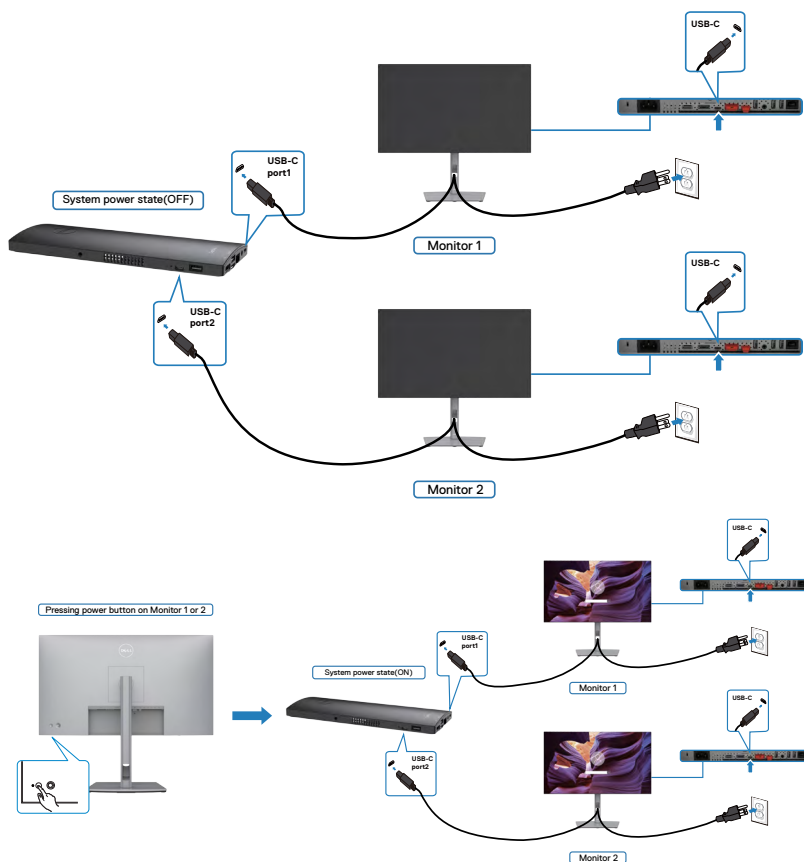 USB-C
USB-C
port1
System power state(OFF)
Monitor 1
USB-C
USB-C
port2
Monitor 2
USB-C
Pressing power button on Monitor 1 or 2
USB-C
port1
System power state(ON)
Monitor 1
USB-C
USB-C
port2
Monitor 2